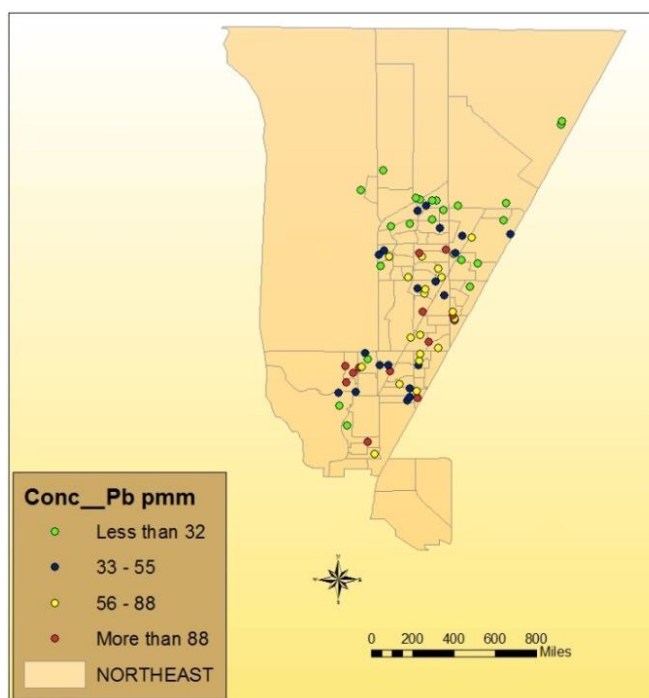 Conc__Pb pmm
Less than 32
33 - 55
56 - 88
More than 88
NORTHEAST
0 200 400 600 800
Miles